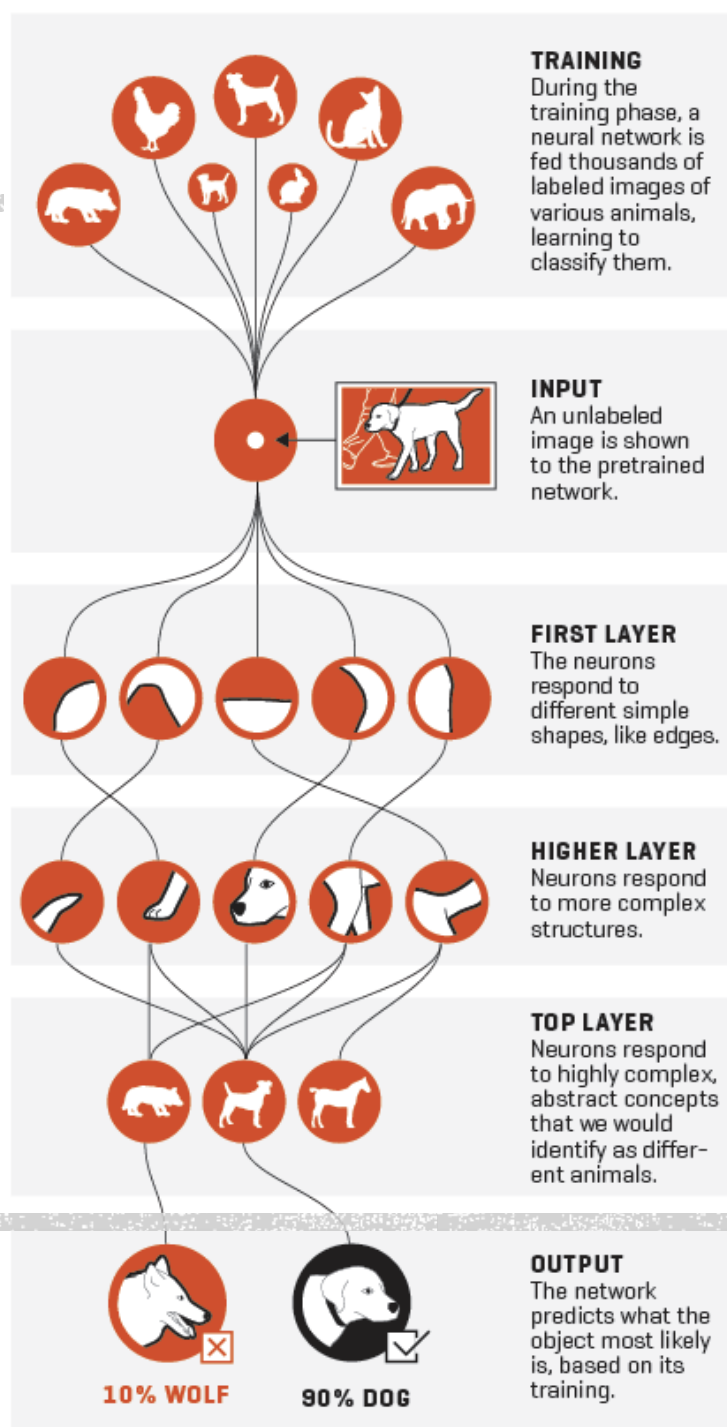 TRAINING
During the
training phase, a
neural network is
fed thousands of
labeled images of
various animals,
learning to
classify them.
INPUT
An unlabeled
image is shown
to the pretrained
network.
FIRST LAYER
The neurons
respond to
different simple
shapes, like edges.
HIGHER LAYER
Neurons respond
to more complex
structures.
TOP LAYER
Neurons respond
to highly complex,
abstract concepts
that we would
identify as differ-
ent animals.
OUTPUT
The network
predicts what the
object most likely
is, based on its
training.
10% WOLF
90% DOG